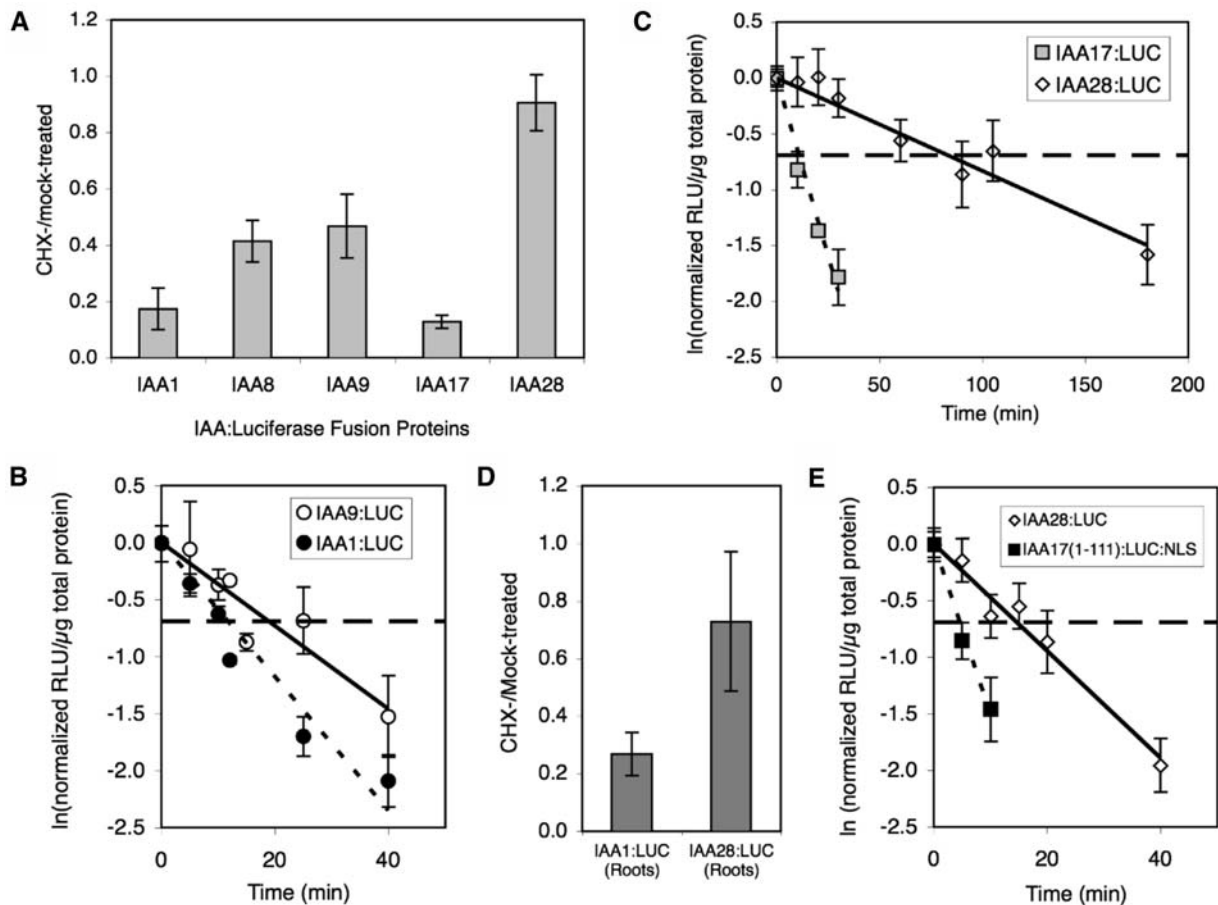 A
1.2
1.0
0.8
0.6
0.4
0.2
0.0
CHX-/mock-treated
IAA1 IAA8 IAA9 IAA17 IAA28
IAA:Luciferase Fusion Proteins
C
IAA17:LUC
IAA28:LUC
0.5
0.0
-0.5
-1.0
-1.5
-2.0
-2.5
ln(normalized RLU/µg total protein)
0 50 100 150 200
Time (min)
B
IAA9:LUC
IAA1:LUC
0.5
0.0
-0.5
-1.0
-1.5
-2.0
-2.5
ln(normalized RLU/µg total protein)
0 20 40
Time (min)
D
1.2
1.0
0.8
0.6
0.4
0.2
0.0
CHX-/Mock-treated
IAA1:LUC IAA28:LUC
(Roots) (Roots)
E
IAA28:LUC
IAA17(1-111):LUC:NLS
0.5
0.0
-0.5
-1.0
-1.5
-2.0
-2.5
ln (normalized RLU/µg total protein)
0 20 40
Time (min)